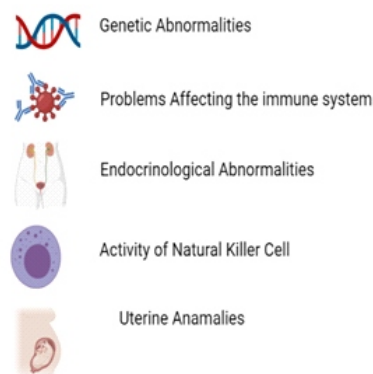 Genetic Abnormalities
Problems Affecting the immune system
Endocrinological Abnormalities
Activity of Natural Killer Cell
Uterine Anamalies